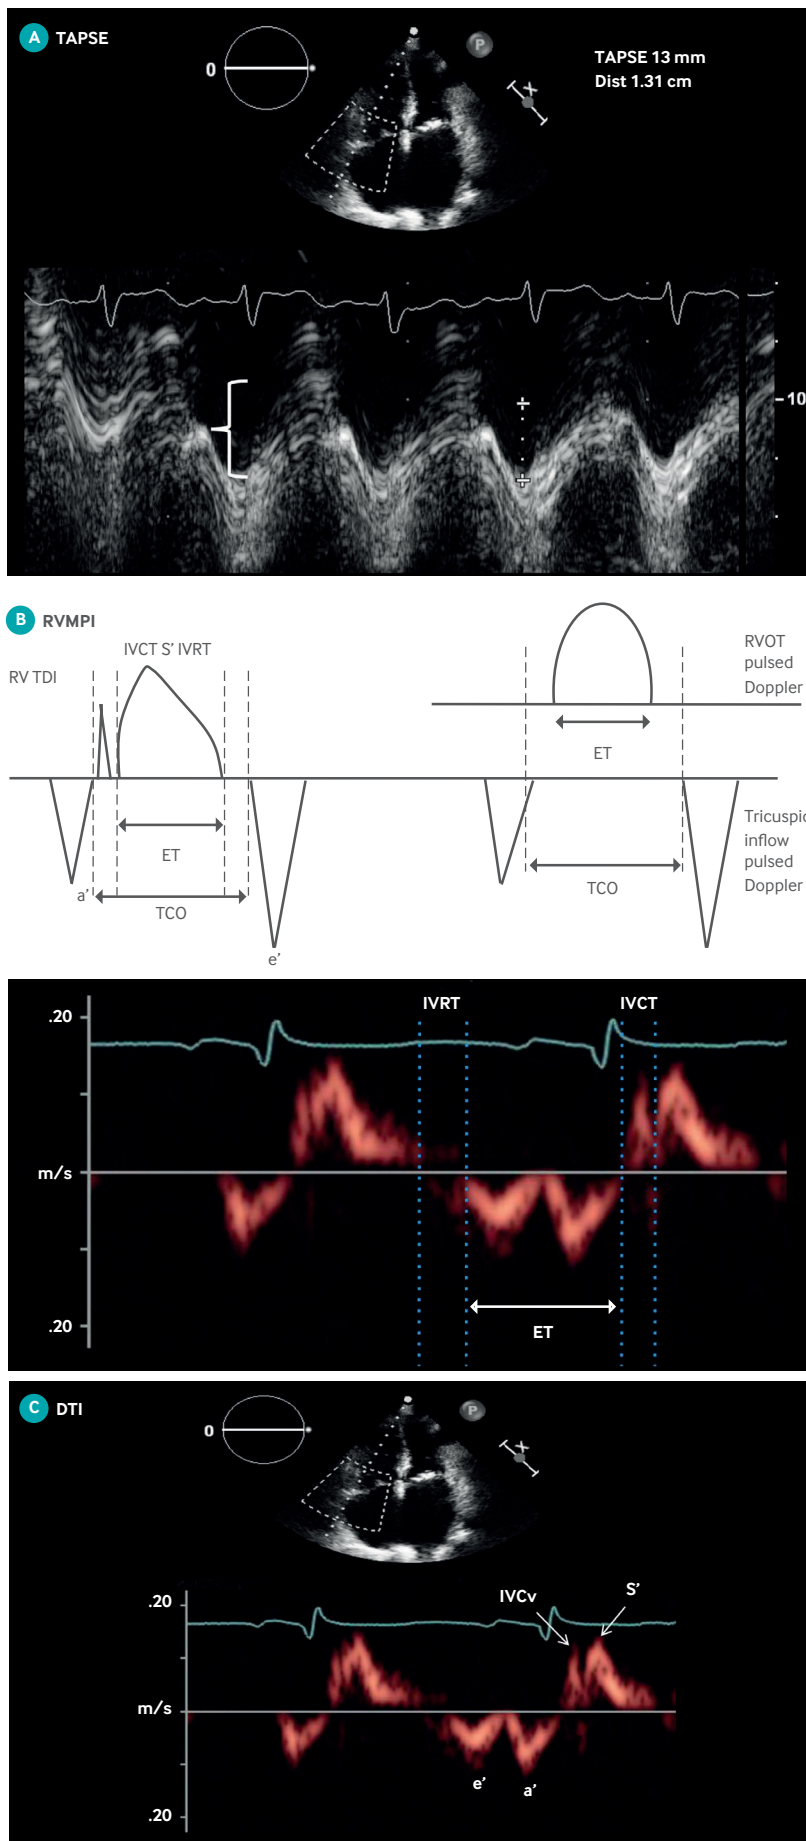 A TAPSE
0
P
X
TAPSE 13 mm
Dist 1.31 cm
10
B RVMPI
RV TDI
IVCT S’ IVRT
ET
TCO
a’
e’
RVOT
pulsed
Doppler
ET
TCO
Tricuspid
inflow
pulsed
Doppler
.20
m/s
.20
IVRT
IVCT
ET
C DTI
0
P
X
.20
m/s
.20
IVCv
S’
e’
a’